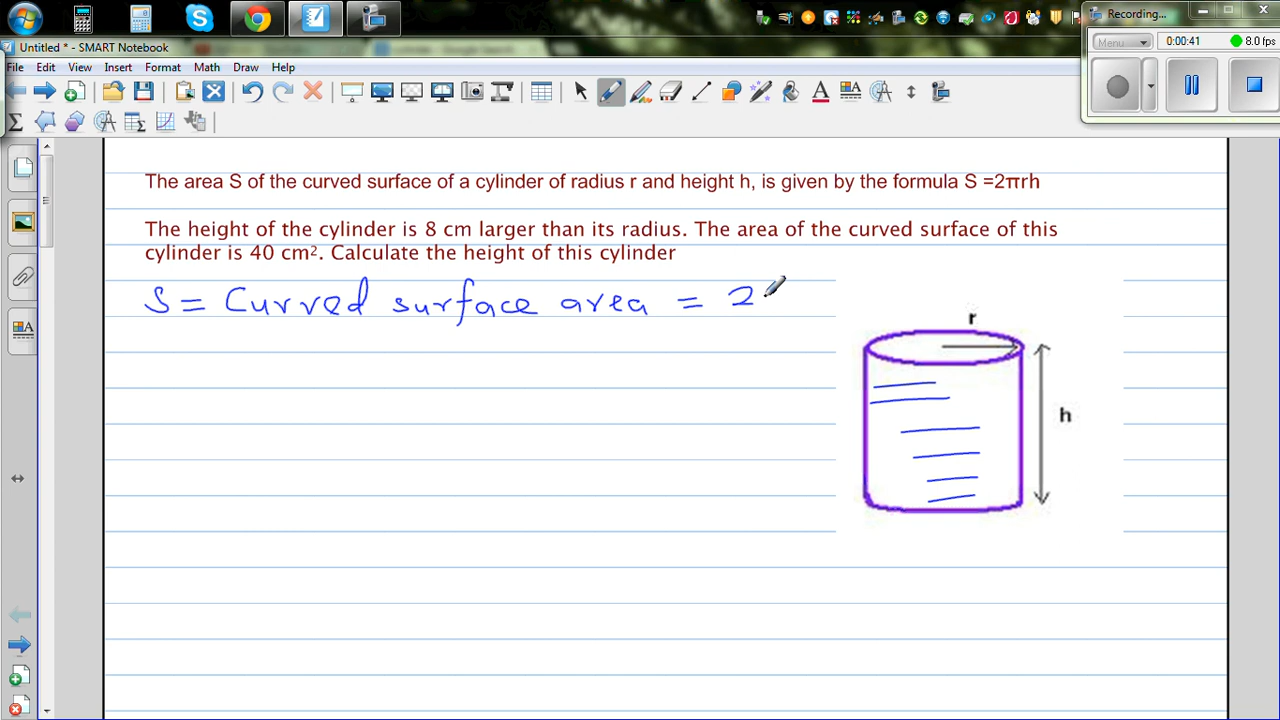 Recording...
Menu
0:00:41
8.0 fps
Untitled * - SMART Notebook
File Edit View Insert Format Math Draw Help
The area S of the curved surface of a cylinder of radius r and height h, is given by the formula S =2πrh
The height of the cylinder is 8 cm larger than its radius. The area of the curved surface of this
cylinder is 40 cm². Calculate the height of this cylinder
S = Curved surface area = 2
r
h